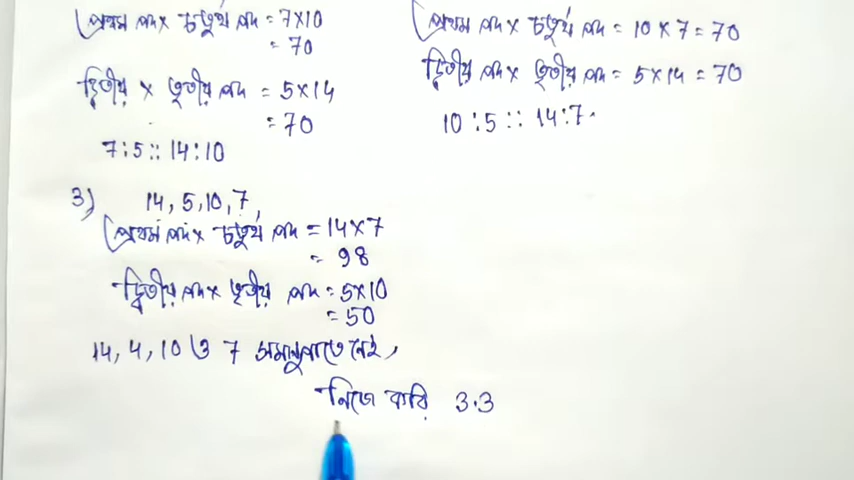 প্রথম পদ × চতুর্থ পদ = 7×10
= 70
দ্বিতীয় × তৃতীয় পদ = 5×14
= 70
7:5::14:10
প্রথম পদ × চতুর্থ পদ = 10×7=70
দ্বিতীয় পদ × তৃতীয় পদ = 5×14=70
10:5::14:7.
3) 14, 5, 10, 7,
প্রথম পদ × চতুর্থ পদ = 14×7
= 98
দ্বিতীয় পদ × তৃতীয় পদ = 5×10
= 50
14, 4, 10 ও 7 সমানুপাতে নেই,
নিজে করি 3.3